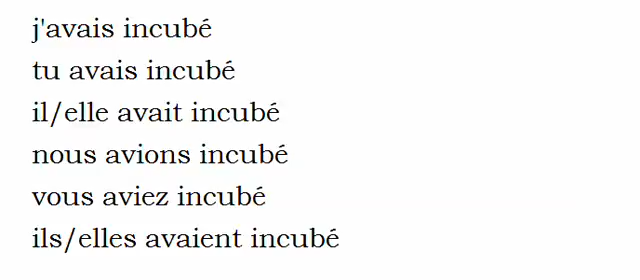 j'avais incubé
tu avais incubé
il/elle avait incubé
nous avions incubé
vous aviez incubé
ils/elles avaient incubé